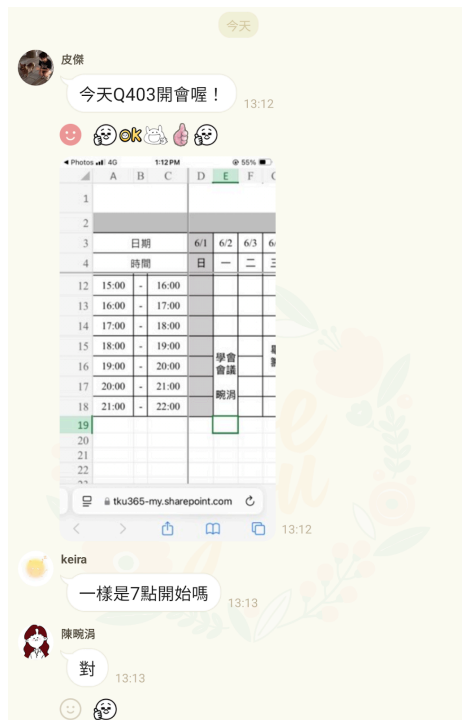 今天
皮傑
今天Q403開會喔！
13:12
OK
◀ Photos 4G 1:12 PM 55%
A B C D E F
1
2
3 日期 6/1 6/2 6/3
4 時間 日 一 二 三
12 15:00 - 16:00
13 16:00 - 17:00
14 17:00 - 18:00
15 18:00 - 19:00
16 19:00 - 20:00
17 20:00 - 21:00
18 21:00 - 22:00
學會
會議
畹涓
19
20
21
22
23
tku365-my.sharepoint.com
13:12
keira
一樣是7點開始嗎
13:13
陳畹涓
對
13:13